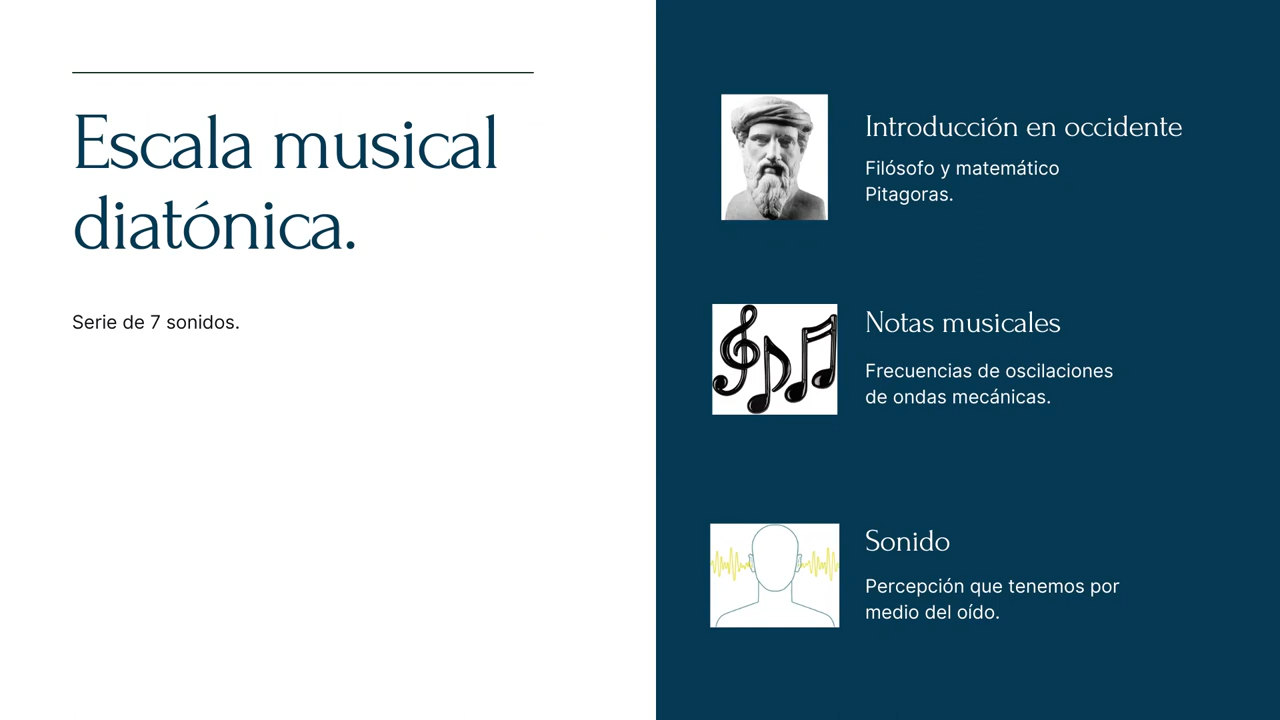 Escala musical
diatónica.
Serie de 7 sonidos.
Introducción en occidente
Filósofo y matemático
Pitagoras.
Notas musicales
Frecuencias de oscilaciones
de ondas mecánicas.
Sonido
Percepción que tenemos por
medio del oído.